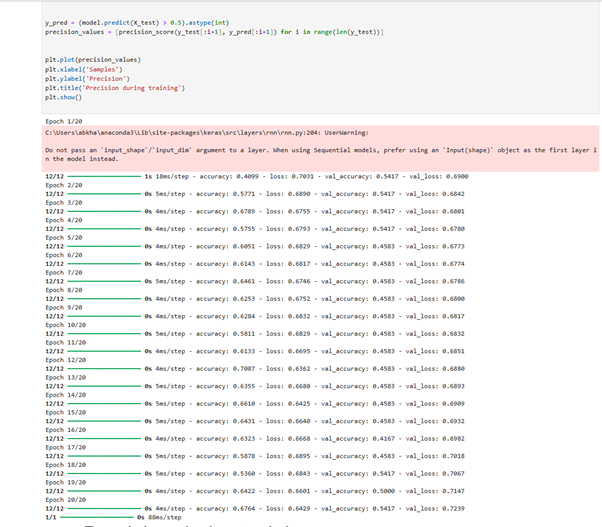 y_pred = (model.predict(X_test) > 0.5).astype(int)
precision_values = [precision_score(y_test[:i+1], y_pred[:i+1]) for i in range(len(y_test))]
plt.plot(precision_values)
plt.xlabel('Samples')
plt.ylabel('Precision')
plt.title('Precision during training')
plt.show()
Epoch 1/20
C:\Users\abkha\anaconda3\Lib\site-packages\keras\src\layers\rnn\rnn.py:204: UserWarning:
Do not pass an `input_shape`/`input_dim` argument to a layer. When using Sequential models, prefer using an `Input(shape)` object as the first layer i
n the model instead.
12/12 1s 18ms/step - accuracy: 0.4099 - loss: 0.7031 - val_accuracy: 0.5417 - val_loss: 0.6900
Epoch 2/20
12/12 0s 5ms/step - accuracy: 0.5771 - loss: 0.6890 - val_accuracy: 0.5417 - val_loss: 0.6842
Epoch 3/20
12/12 0s 4ms/step - accuracy: 0.6789 - loss: 0.6755 - val_accuracy: 0.5417 - val_loss: 0.6801
Epoch 4/20
12/12 0s 4ms/step - accuracy: 0.5755 - loss: 0.6793 - val_accuracy: 0.5417 - val_loss: 0.6780
Epoch 5/20
12/12 0s 4ms/step - accuracy: 0.6051 - loss: 0.6829 - val_accuracy: 0.4583 - val_loss: 0.6773
Epoch 6/20
12/12 0s 4ms/step - accuracy: 0.6143 - loss: 0.6817 - val_accuracy: 0.4583 - val_loss: 0.6774
Epoch 7/20
12/12 0s 5ms/step - accuracy: 0.6461 - loss: 0.6746 - val_accuracy: 0.4583 - val_loss: 0.6786
Epoch 8/20
12/12 0s 4ms/step - accuracy: 0.6253 - loss: 0.6752 - val_accuracy: 0.4583 - val_loss: 0.6800
Epoch 9/20
12/12 0s 4ms/step - accuracy: 0.6284 - loss: 0.6832 - val_accuracy: 0.4583 - val_loss: 0.6817
Epoch 10/20
12/12 0s 5ms/step - accuracy: 0.5811 - loss: 0.6829 - val_accuracy: 0.4583 - val_loss: 0.6832
Epoch 11/20
12/12 0s 4ms/step - accuracy: 0.6133 - loss: 0.6695 - val_accuracy: 0.4583 - val_loss: 0.6851
Epoch 12/20
12/12 0s 4ms/step - accuracy: 0.7087 - loss: 0.6362 - val_accuracy: 0.4583 - val_loss: 0.6880
Epoch 13/20
12/12 0s 5ms/step - accuracy: 0.6355 - loss: 0.6680 - val_accuracy: 0.4583 - val_loss: 0.6893
Epoch 14/20
12/12 0s 5ms/step - accuracy: 0.6610 - loss: 0.6425 - val_accuracy: 0.4583 - val_loss: 0.6909
Epoch 15/20
12/12 0s 5ms/step - accuracy: 0.6431 - loss: 0.6640 - val_accuracy: 0.4583 - val_loss: 0.6932
Epoch 16/20
12/12 0s 4ms/step - accuracy: 0.6323 - loss: 0.6668 - val_accuracy: 0.4167 - val_loss: 0.6982
Epoch 17/20
12/12 0s 5ms/step - accuracy: 0.5878 - loss: 0.6895 - val_accuracy: 0.4583 - val_loss: 0.7018
Epoch 18/20
12/12 0s 5ms/step - accuracy: 0.5360 - loss: 0.6843 - val_accuracy: 0.5417 - val_loss: 0.7067
Epoch 19/20
12/12 0s 4ms/step - accuracy: 0.6422 - loss: 0.6601 - val_accuracy: 0.5000 - val_loss: 0.7147
Epoch 20/20
12/12 0s 4ms/step - accuracy: 0.6764 - loss: 0.6429 - val_accuracy: 0.5417 - val_loss: 0.7239
1/1 0s 88ms/step